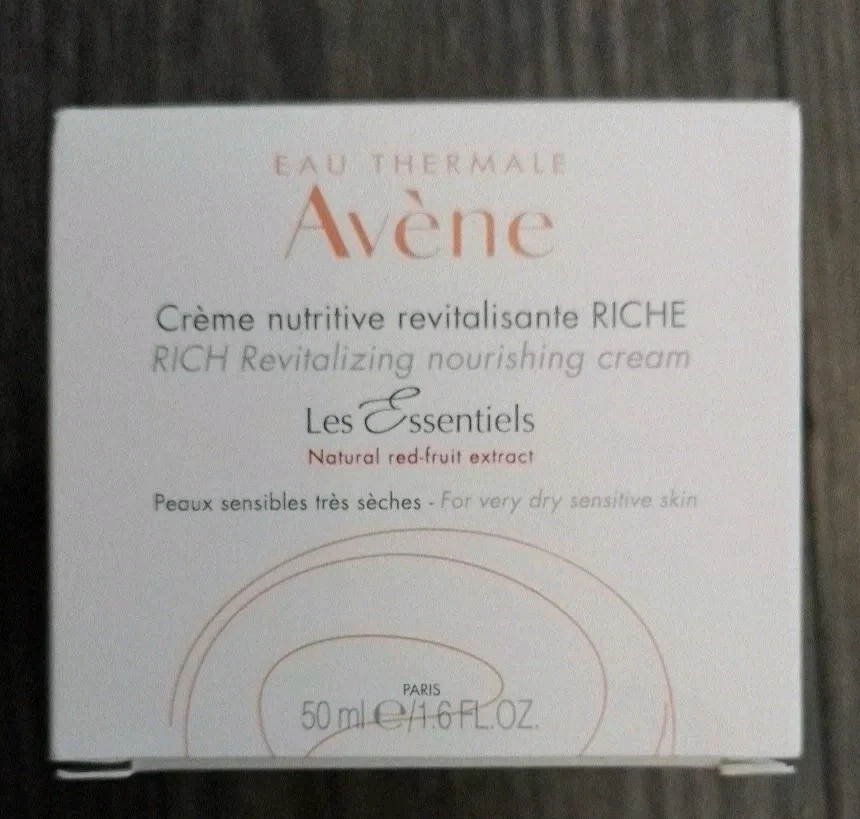 EAU THERMALE
Avène
Crème nutritive revitalisante RICHE
RICH Revitalizing nourishing cream
Les Essentiels
Natural red-fruit extract
Peaux sensibles très sèches - For very dry sensitive skin
PARIS
50 ml ℮/1.6 FL.OZ.